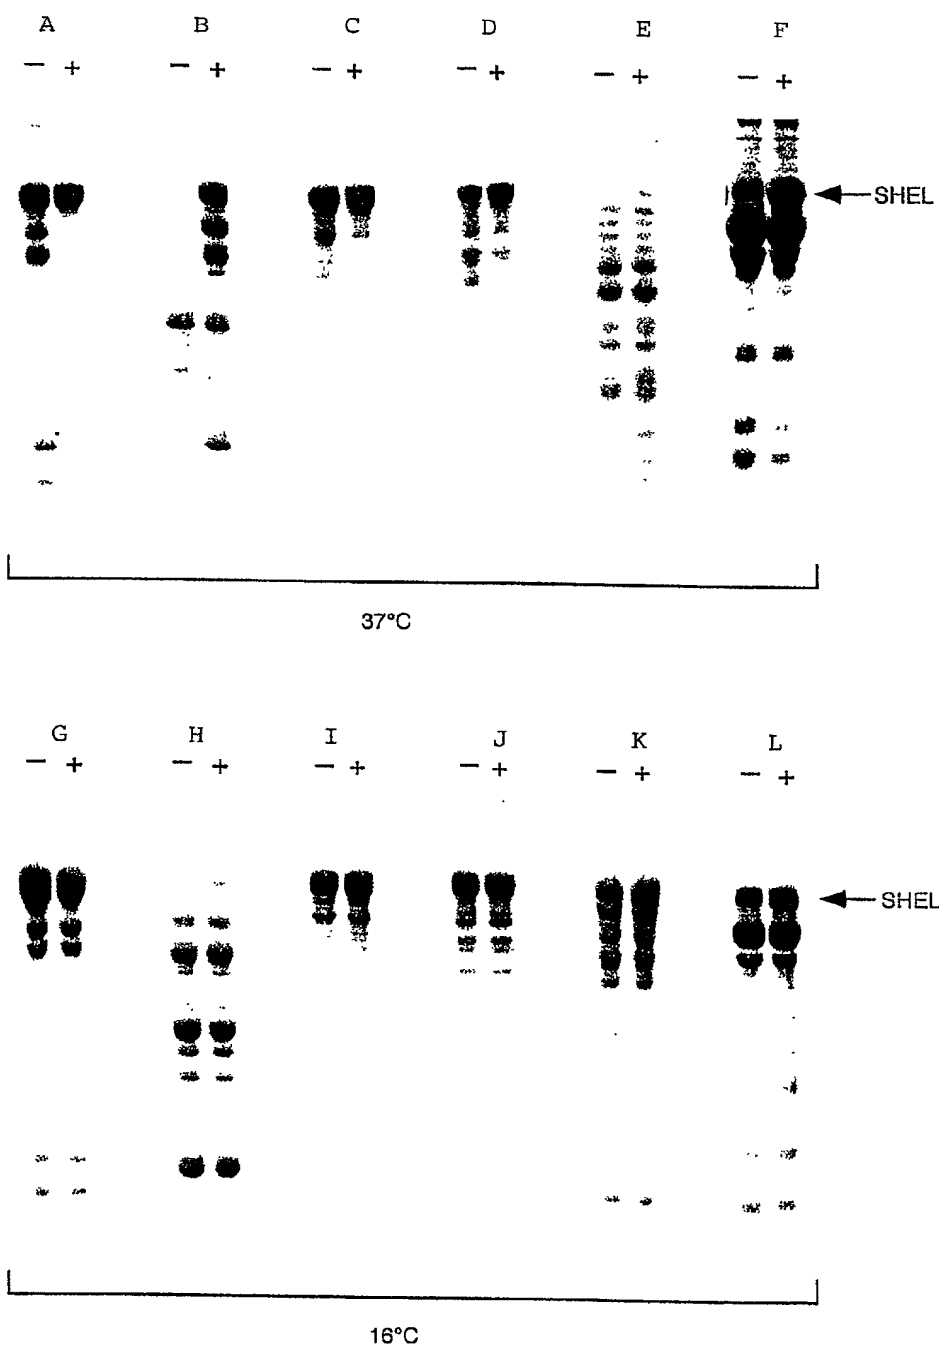 A B C D E F
− + − + − + − + − + − +
SHEL
37°C
G H I J K L
− + − + − + − + − + − +
SHEL
16°C